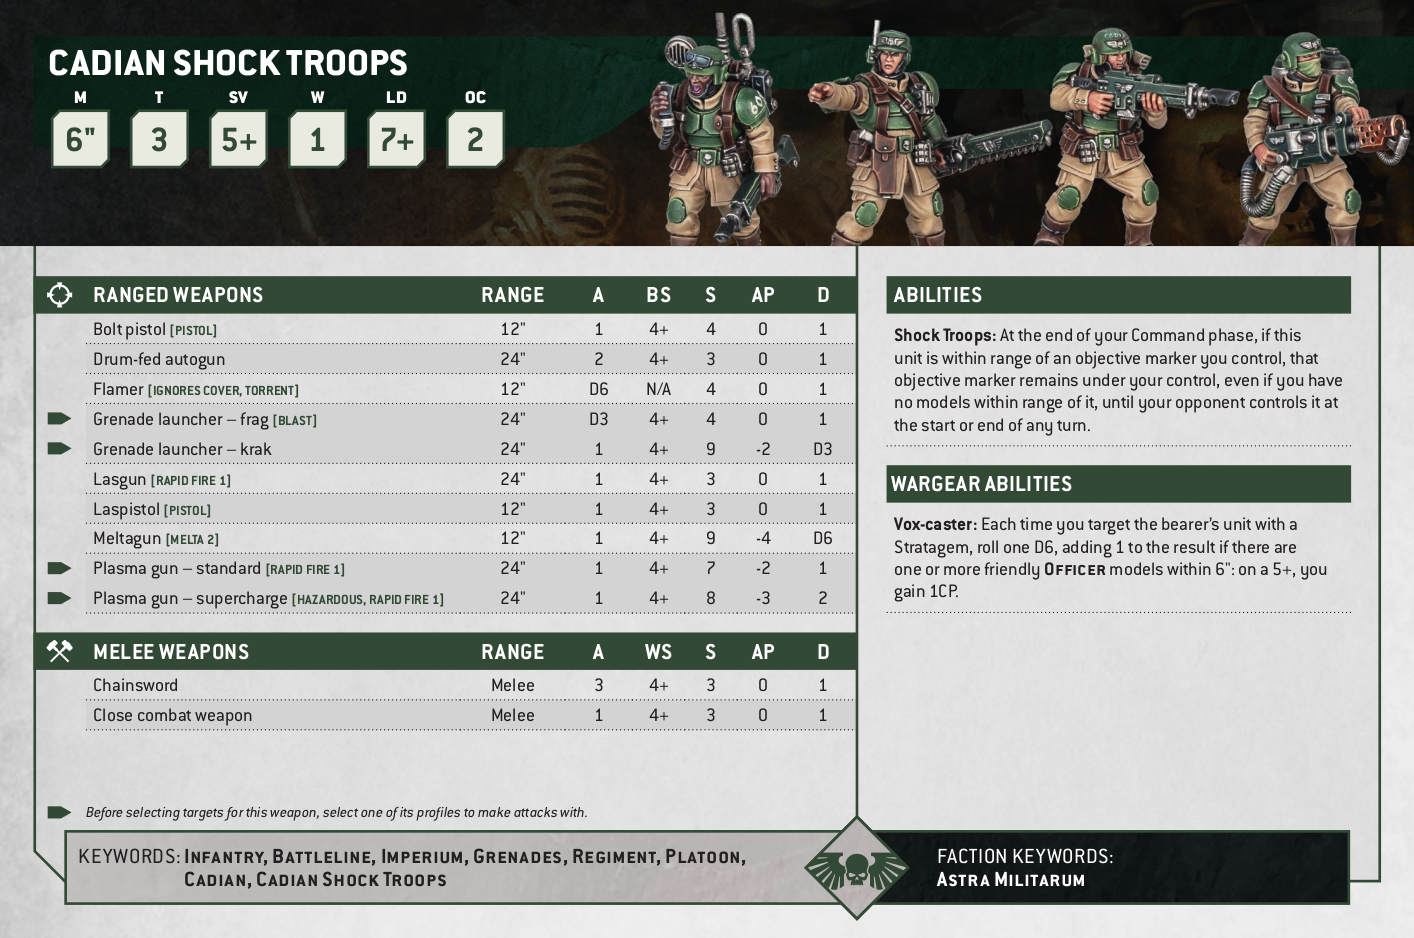 CADIAN SHOCK TROOPS
M T SV W LD OC
6" 3 5+ 1 7+ 2
RANGED WEAPONS RANGE A BS S AP D
Bolt pistol [PISTOL] 12" 1 4+ 4 0 1
Drum-fed autogun 24" 2 4+ 3 0 1
Flamer [IGNORES COVER, TORRENT] 12" D6 N/A 4 0 1
Grenade launcher – frag [BLAST] 24" D3 4+ 4 0 1
Grenade launcher – krak 24" 1 4+ 9 -2 D3
Lasgun [RAPID FIRE 1] 24" 1 4+ 3 0 1
Laspistol [PISTOL] 12" 1 4+ 3 0 1
Meltagun [MELTA 2] 12" 1 4+ 9 -4 D6
Plasma gun – standard [RAPID FIRE 1] 24" 1 4+ 7 -2 1
Plasma gun – supercharge [HAZARDOUS, RAPID FIRE 1] 24" 1 4+ 8 -3 2
MELEE WEAPONS RANGE A WS S AP D
Chainsword Melee 3 4+ 3 0 1
Close combat weapon Melee 1 4+ 3 0 1
Before selecting targets for this weapon, select one of its profiles to make attacks with.
ABILITIES
Shock Troops: At the end of your Command phase, if this
unit is within range of an objective marker you control, that
objective marker remains under your control, even if you have
no models within range of it, until your opponent controls it at
the start or end of any turn.
WARGEAR ABILITIES
Vox-caster: Each time you target the bearer's unit with a
Stratagem, roll one D6, adding 1 to the result if there are
one or more friendly OFFICER models within 6": on a 5+, you
gain 1CP.
KEYWORDS: INFANTRY, BATTLELINE, IMPERIUM, GRENADES, REGIMENT, PLATOON,
CADIAN, CADIAN SHOCK TROOPS
FACTION KEYWORDS:
ASTRA MILITARUM